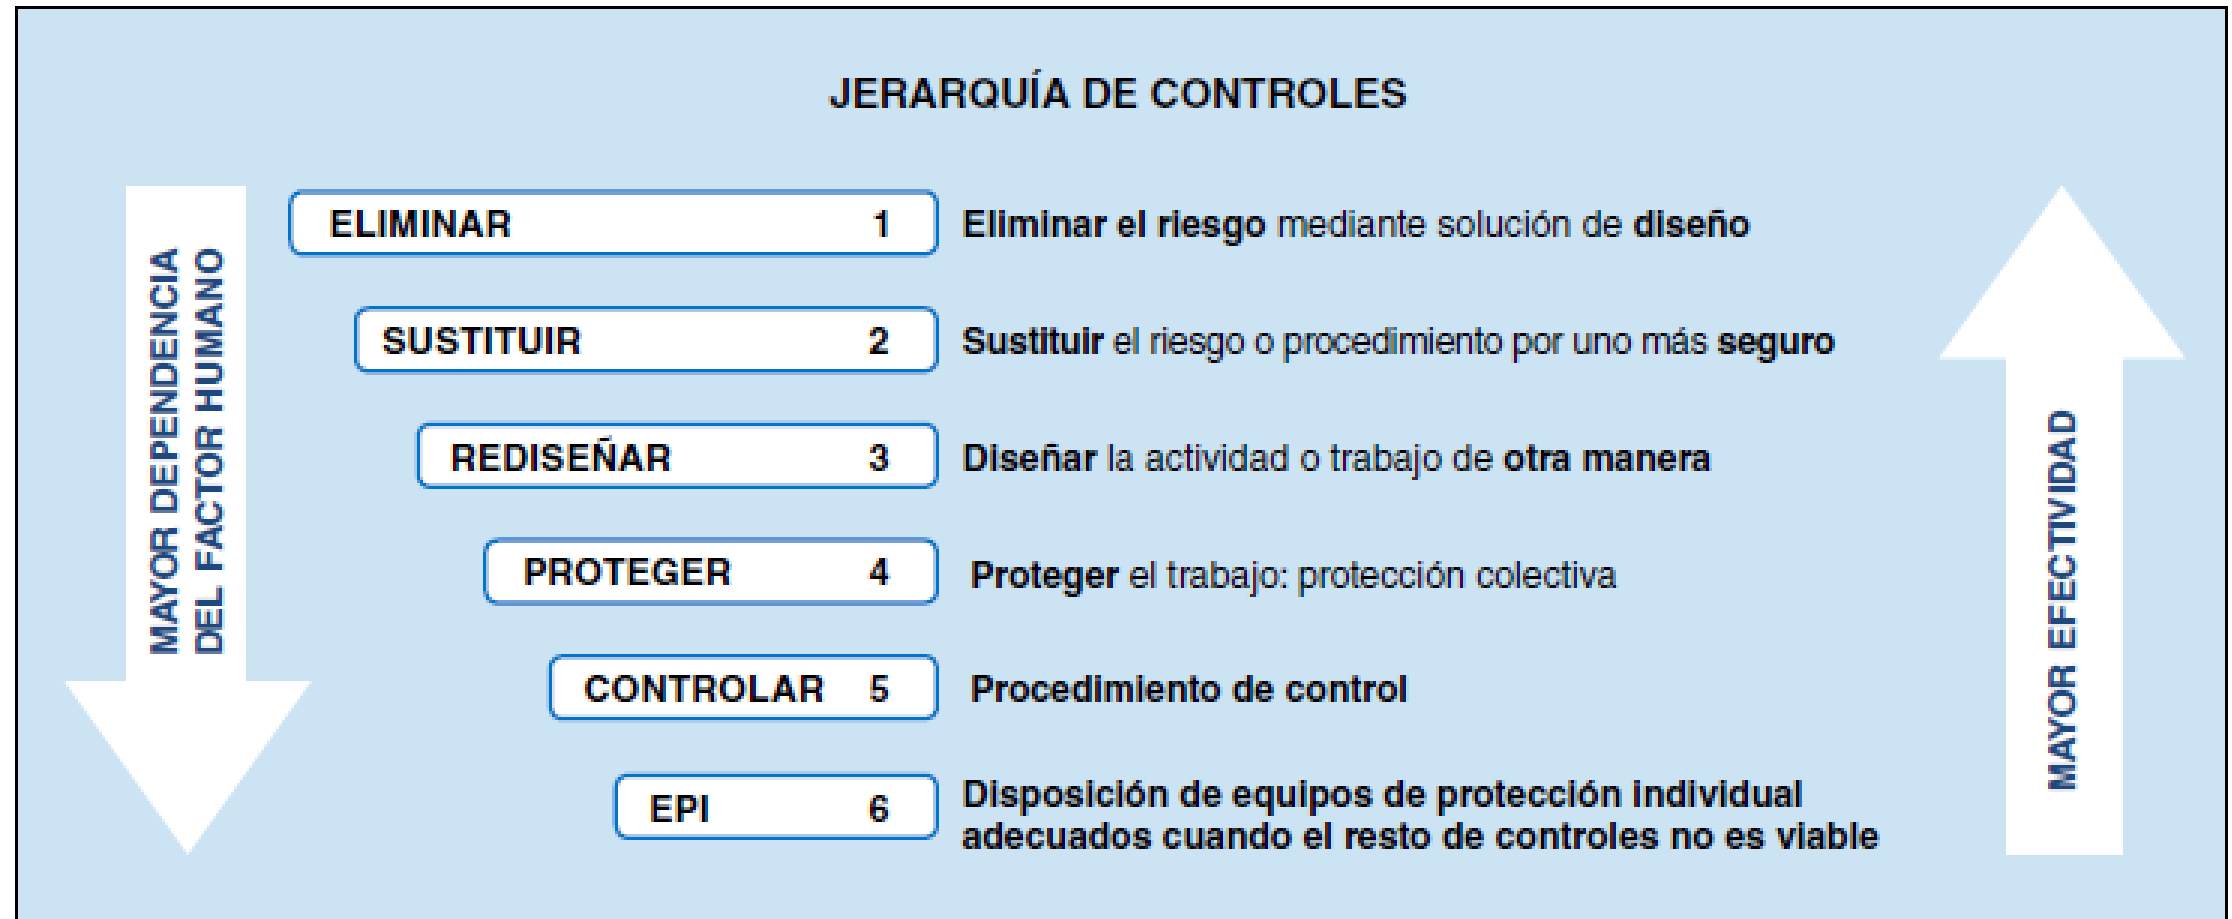 JERARQUÍA DE CONTROLES
MAYOR DEPENDENCIA
DEL FACTOR HUMANO
ELIMINAR 1 Eliminar el riesgo mediante solución de diseño
SUSTITUIR 2 Sustituir el riesgo o procedimiento por uno más seguro
REDISEÑAR 3 Diseñar la actividad o trabajo de otra manera
PROTEGER 4 Proteger el trabajo: protección colectiva
CONTROLAR 5 Procedimiento de control
EPI 6 Disposición de equipos de protección individual
adecuados cuando el resto de controles no es viable
MAYOR EFECTIVIDAD